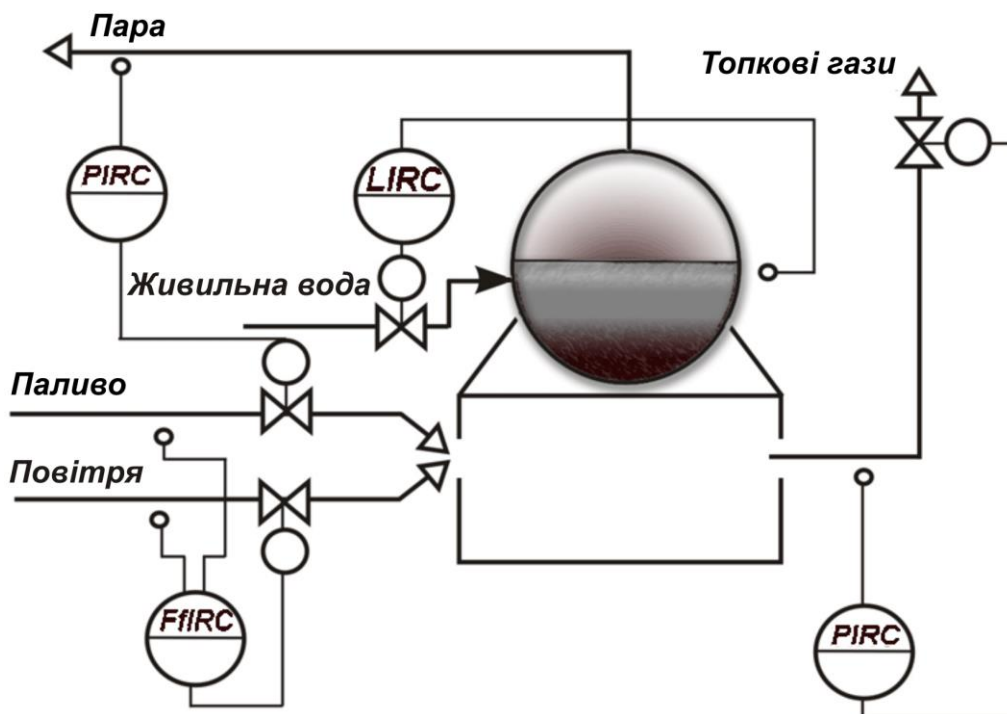 Пара
Топкові гази
PIRC
LIRC
Живильна вода
Паливо
Повітря
FfIRC
PIRC